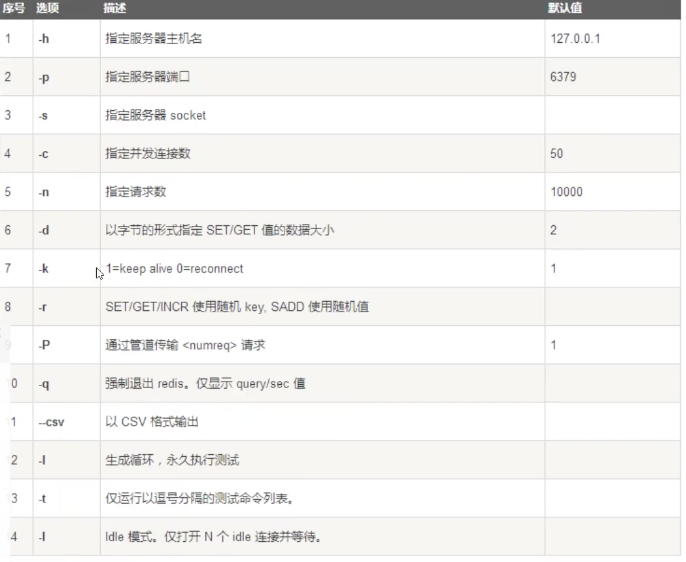 序号 选项 描述 默认值
1 -h 指定服务器主机名 127.0.0.1
2 -p 指定服务器端口 6379
3 -s 指定服务器 socket
4 -c 指定并发连接数 50
5 -n 指定请求数 10000
6 -d 以字节的形式指定 SET/GET 值的数据大小 2
7 -k 1=keep alive 0=reconnect 1
8 -r SET/GET/INCR 使用随机 key, SADD 使用随机值
9 -P 通过管道传输 <numreq> 请求 1
0 -q 强制退出 redis。仅显示 query/sec 值
1 --csv 以 CSV 格式输出
2 -l 生成循环，永久执行测试
3 -t 仅运行以逗号分隔的测试命令列表。
4 -I Idle 模式。仅打开 N 个 idle 连接并等待。